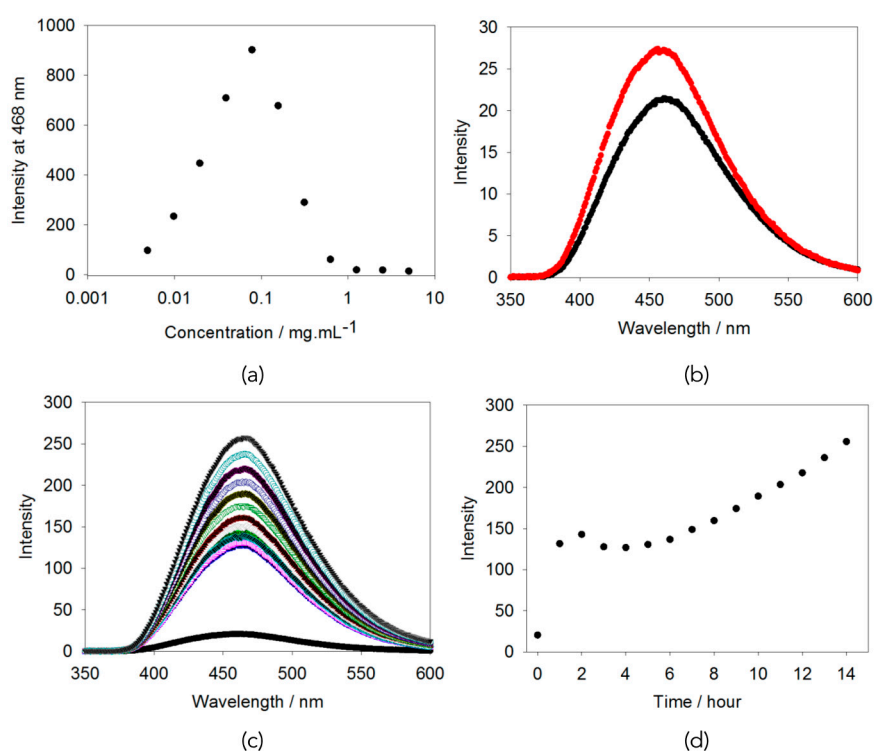 1000
800
600
400
200
0
0.001 0.01 0.1 1 10
Intensity at 468 nm
Concentration / mg.mL-1
(a)
30
25
20
15
10
5
0
350 400 450 500 550 600
Intensity
Wavelength / nm
(b)
300
250
200
150
100
50
0
350 400 450 500 550 600
Intensity
Wavelength / nm
(c)
300
250
200
150
100
50
0
0 2 4 6 8 10 12 14
Intensity
Time / hour
(d)